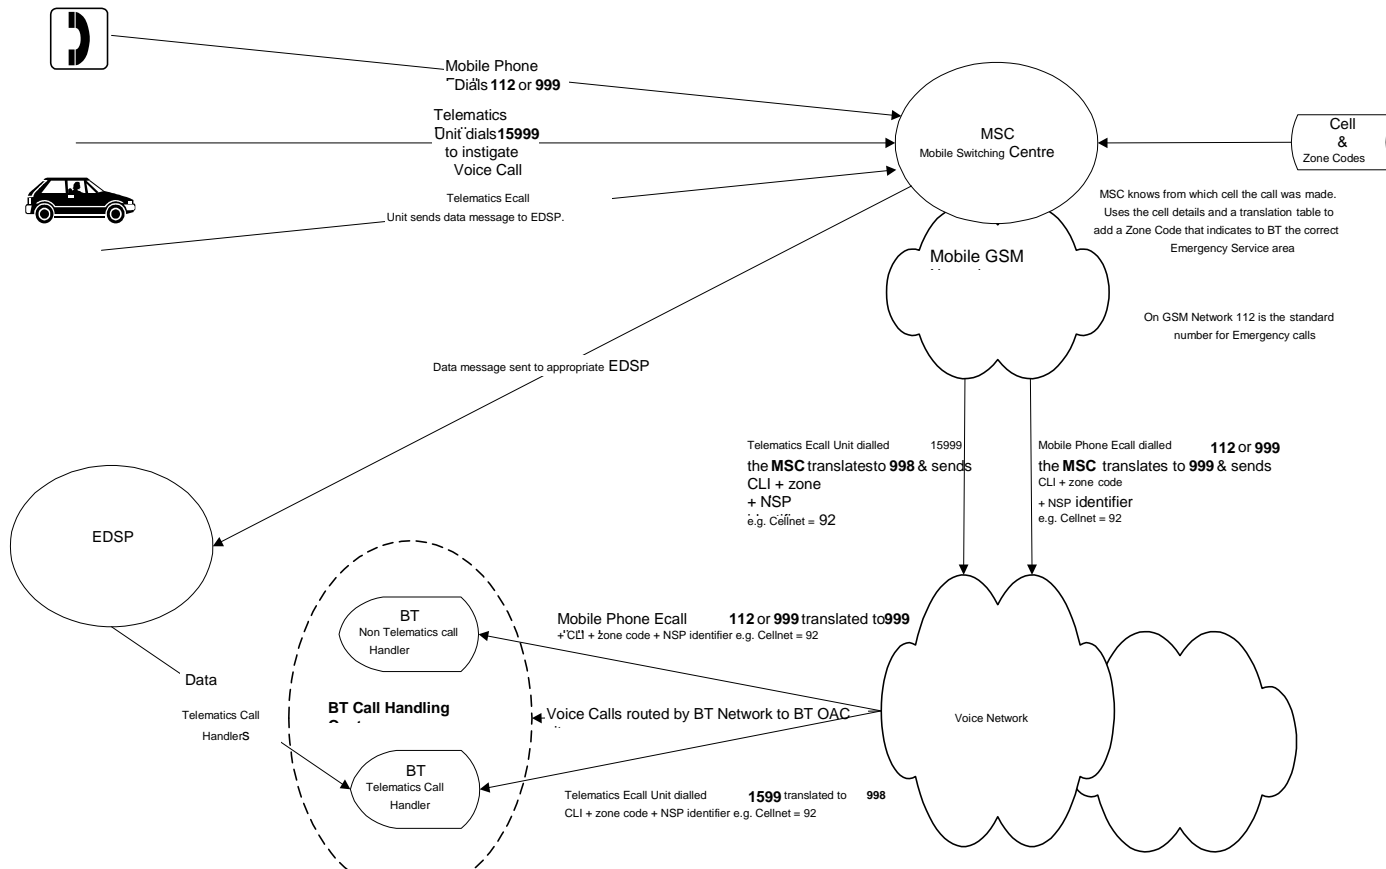 Mobile Phone
Dials 112 or 999
Telematics
Unit dials 15999
to instigate
Voice Call
Telematics Ecall
Unit sends data message to EDSP.
MSC
Mobile Switching Centre
Cell
&
Zone Codes
MSC knows from which cell the call was made.
Uses the cell details and a translation table to
add a Zone Code that indicates to BT the correct
Emergency Service area
Mobile GSM
On GSM Network 112 is the standard
number for Emergency calls
Data message sent to appropriate EDSP
Telematics Ecall Unit dialled 15999
the MSC translatesto 998 & sends
CLI + zone
+ NSP
e.g. Cellnet = 92
Mobile Phone Ecall dialled 112 or 999
the MSC translates to 999 & sends
CLI + zone code
+ NSP identifier
e.g. Cellnet = 92
EDSP
Data
Telematics Call
Handlers
BT
Non Telematics call
Handler
BT Call Handling
BT
Telematics Call
Handler
Mobile Phone Ecall 112 or 999 translated to 999
+ CLI + zone code + NSP identifier e.g. Cellnet = 92
Voice Calls routed by BT Network to BT OAC
Telematics Ecall Unit dialled 1599 translated to 998
CLI + zone code + NSP identifier e.g. Cellnet = 92
Voice Network